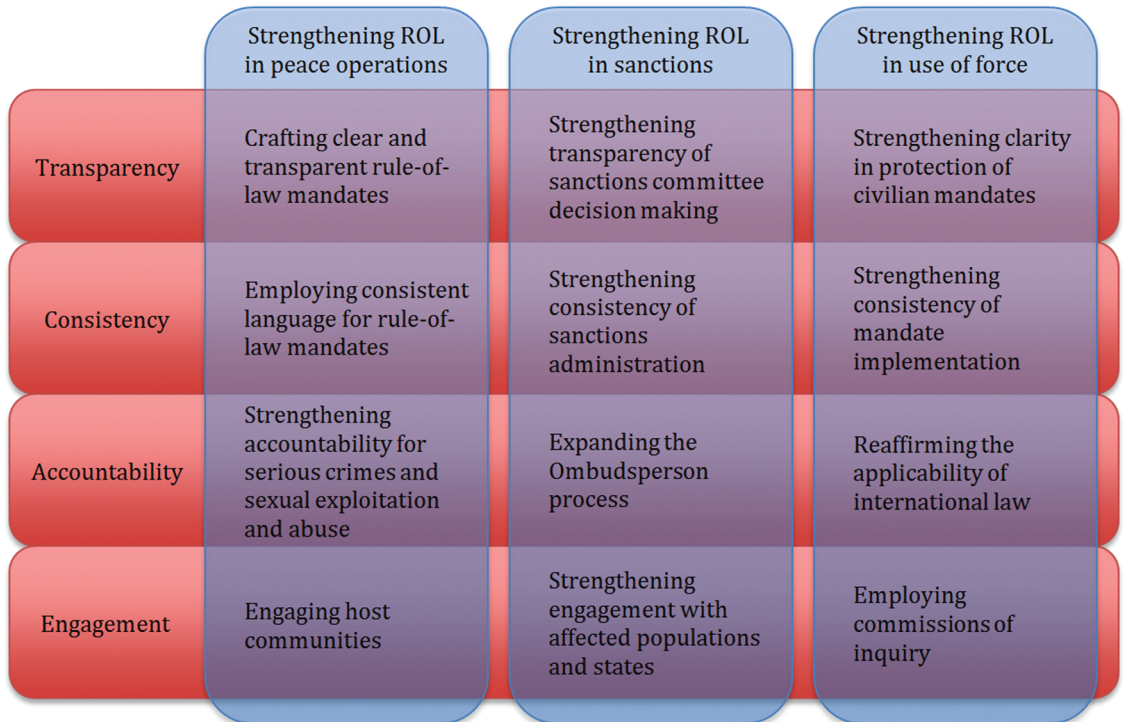 Strengthening ROL
in peace operations
Strengthening ROL
in sanctions
Strengthening ROL
in use of force
Transparency
Crafting clear and
transparent rule-of-
law mandates
Strengthening
transparency of
sanctions committee
decision making
Strengthening clarity
in protection of
civilian mandates
Consistency
Employing consistent
language for rule-of-
law mandates
Strengthening
consistency of
sanctions
administration
Strengthening
consistency of
mandate
implementation
Accountability
Strengthening
accountability for
serious crimes and
sexual exploitation
and abuse
Expanding the
Ombudsperson
process
Reaffirming the
applicability of
international law
Engagement
Engaging host
communities
Strengthening
engagement with
affected populations
and states
Employing
commissions of
inquiry